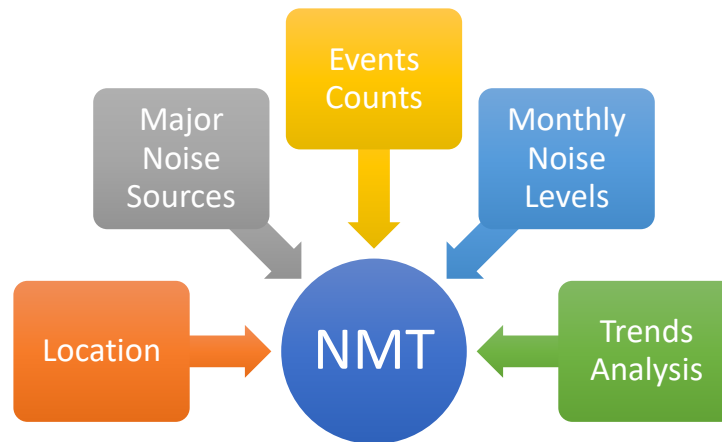 Events
Counts
Major
Noise
Sources
Monthly
Noise
Levels
Location
NMT
Trends
Analysis